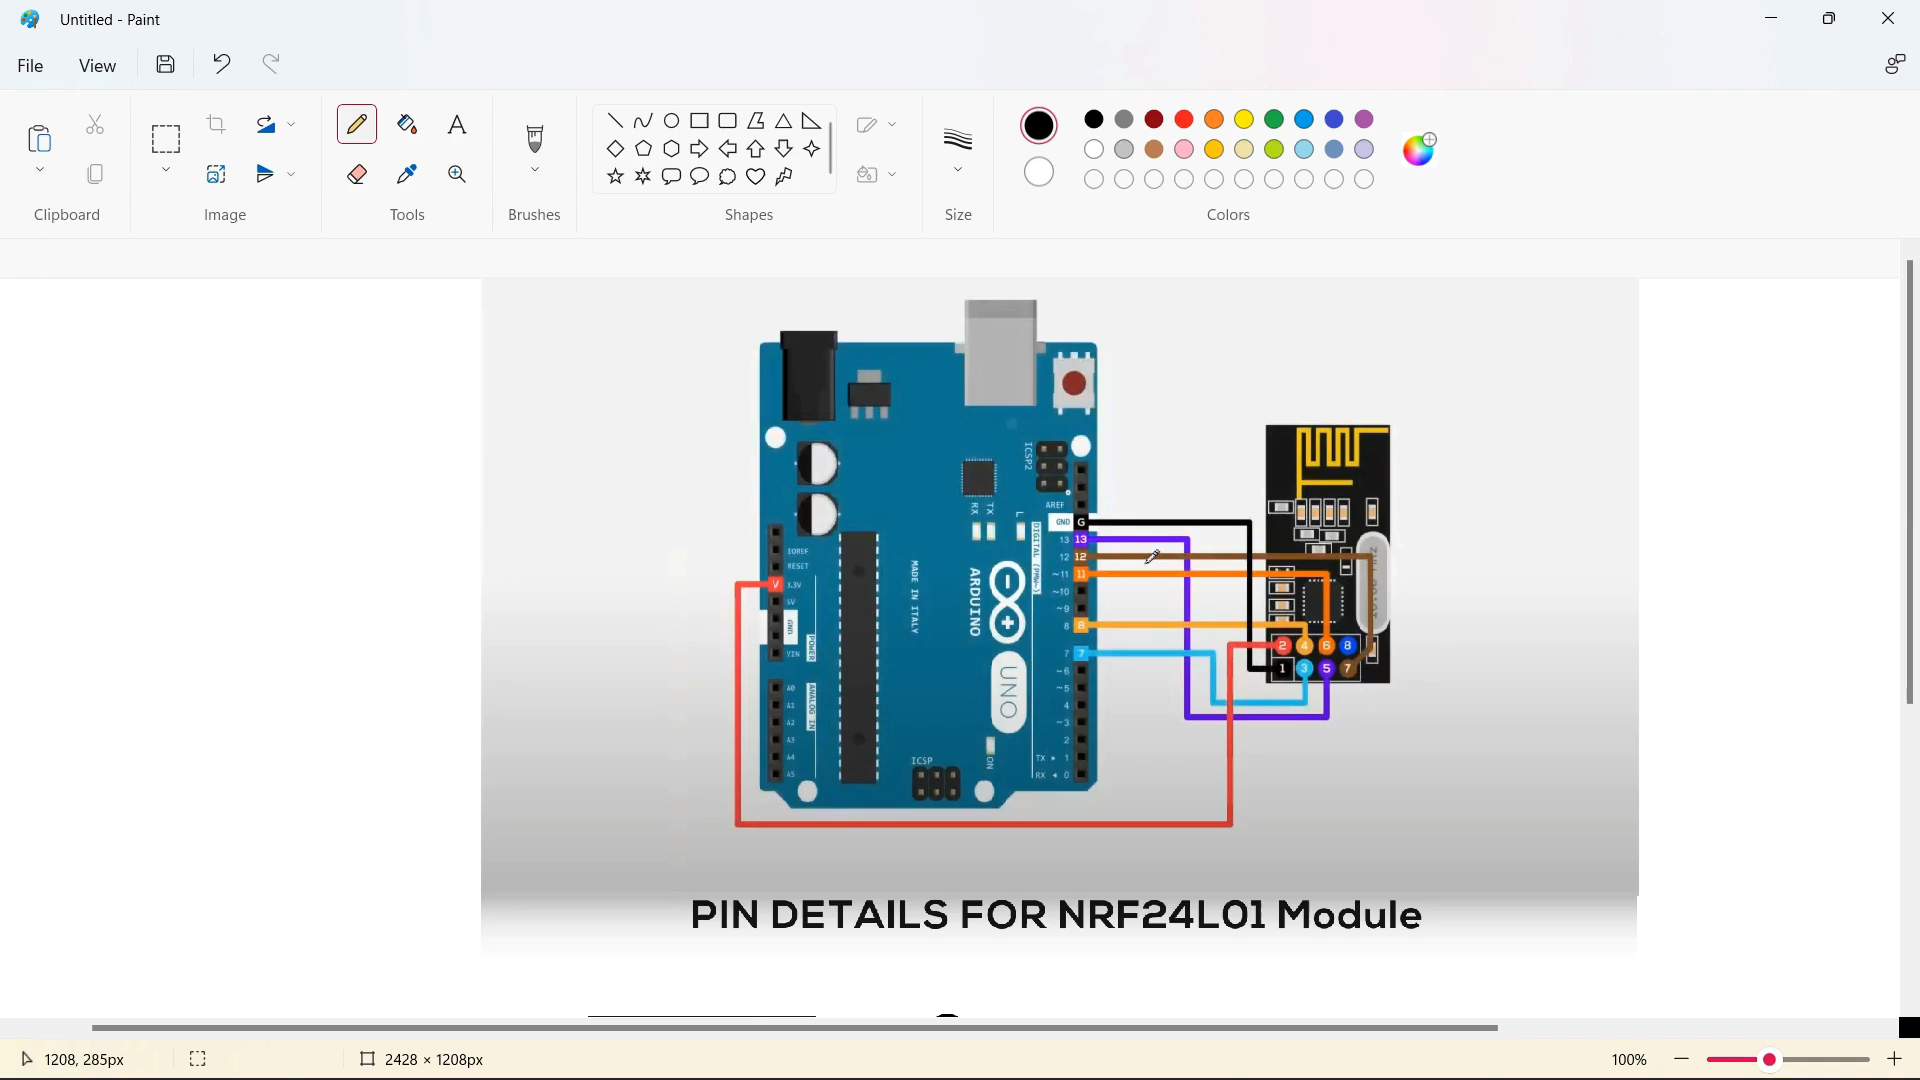 Untitled - Paint
File View
Clipboard
Image
Tools
Brushes
Shapes
Size
Colors
ICSP2
RX TX
L
AREF
GND G
13 13
12 12
~11 11
~10
~9
8 8
7 7
~6
~5
4
~3
2
TX ▸ 1
RX ◂ 0
DIGITAL (PWM~)
IOREF
RESET
V 3.3V
5V
GND
VIN
POWER
A0
A1
A2
A3
A4
A5
ANALOG IN
MADE IN ITALY
ARDUINO
UNO
ON
ICSP
2 4 6 8
1 3 5 7
PIN DETAILS FOR NRF24L01 Module
1208, 285px
2428 × 1208px
100%